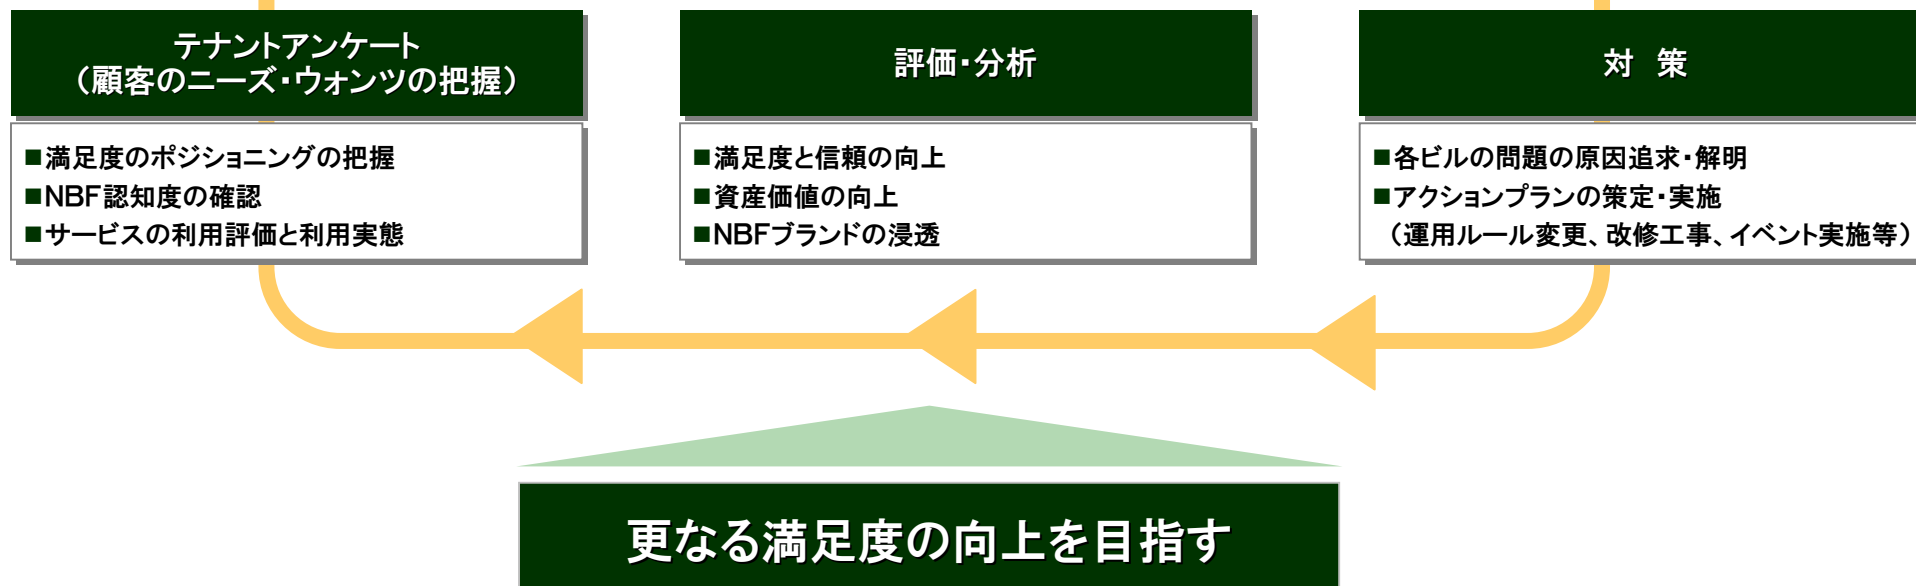 テナントアンケート
（顧客のニーズ・ウォンツの把握）
■満足度のポジショニングの把握
■NBF認知度の確認
■サービスの利用評価と利用実態
評価・分析
■満足度と信頼の向上
■資産価値の向上
■NBFブランドの浸透
対 策
■各ビルの問題の原因追求・解明
■アクションプランの策定・実施
（運用ルール変更、改修工事、イベント実施等）
更なる満足度の向上を目指す